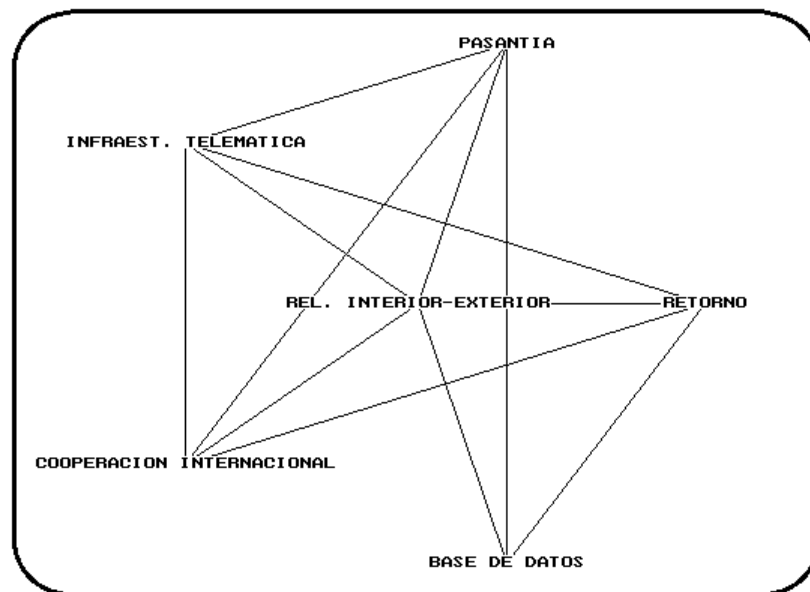 PASANTIA
INFRAEST. TELEMATICA
REL. INTERIOR-EXTERIOR
RETORNO
COOPERACION INTERNACIONAL
BASE DE DATOS